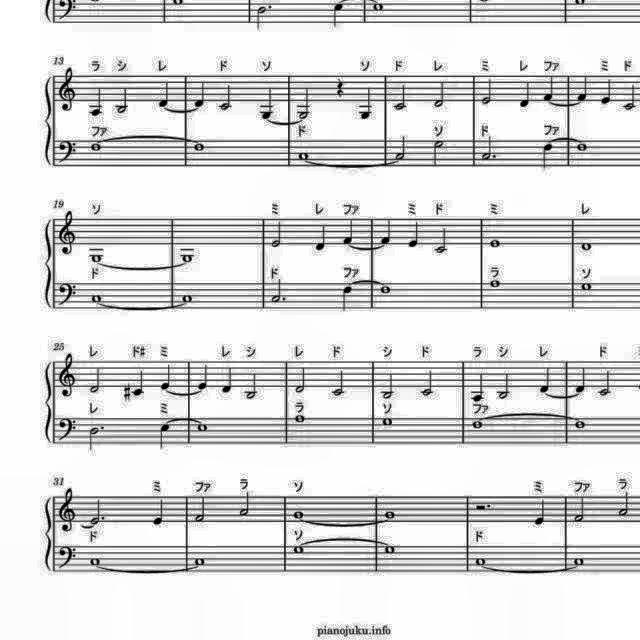 13
ラ シ レ ド ソ ソ ド レ ミ レ ファ ミ ド
ファ ド ソ ド ファ
19
ソ ミ レ ファ ミ ド ミ レ
ド ド ファ ラ ソ
25
レ ド# ミ レ シ レ ド シ ド ラ シ レ ド
レ ミ ラ ソ ファ
31
ミ ファ ラ ソ ミ ファ ラ
ド ソ ド
pianojuku.info